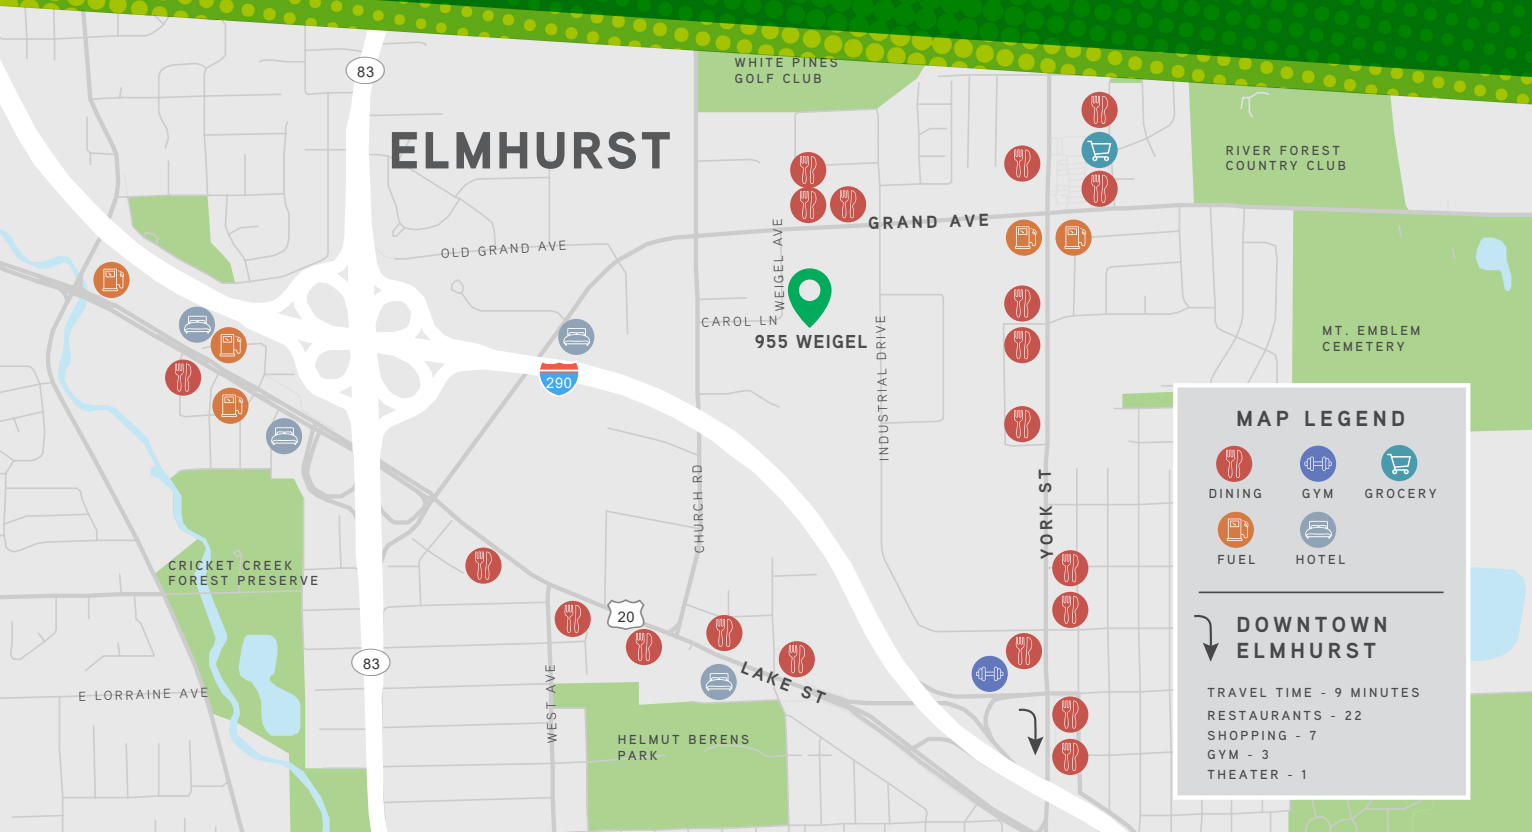 WHITE PINES
GOLF CLUB
83
ELMHURST
RIVER FOREST
COUNTRY CLUB
GRAND AVE
OLD GRAND AVE
WEIGEL AVE
CAROL LN
955 WEIGEL
INDUSTRIAL DRIVE
MT. EMBLEM
CEMETERY
290
CHURCH RD
YORK ST
CRICKET CREEK
FOREST PRESERVE
20
83
LAKE ST
E LORRAINE AVE
WEST AVE
HELMUT BERENS
PARK
MAP LEGEND
DINING
GYM
GROCERY
FUEL
HOTEL
DOWNTOWN
ELMHURST
TRAVEL TIME - 9 MINUTES
RESTAURANTS - 22
SHOPPING - 7
GYM - 3
THEATER - 1